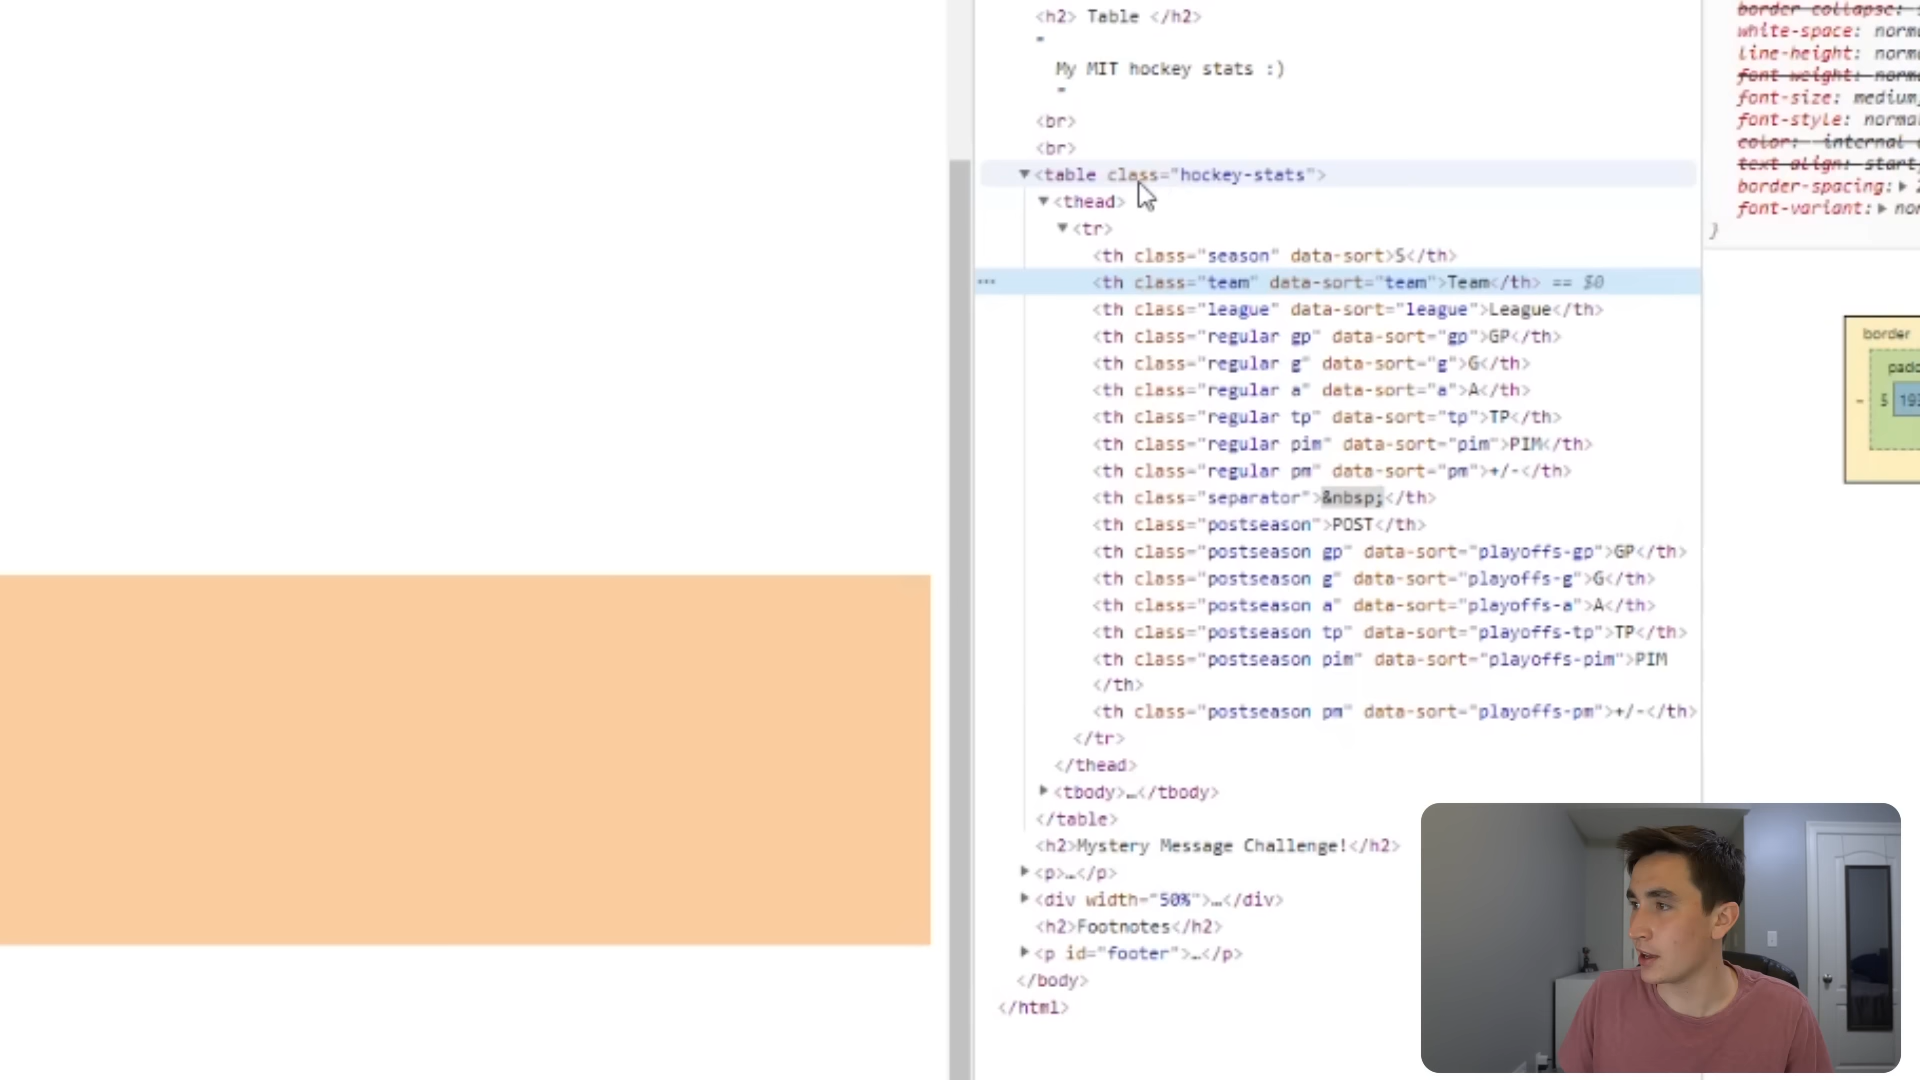 <h2> Table </h2>
"
My MIT hockey stats :)
"
<br>
<br>
▼<table class="hockey-stats">
▼<thead>
▼<tr>
<th class="season" data-sort>S</th>
<th class="team" data-sort="team">Team</th> == $0
<th class="league" data-sort="league">League</th>
<th class="regular gp" data-sort="gp">GP</th>
<th class="regular g" data-sort="g">G</th>
<th class="regular a" data-sort="a">A</th>
<th class="regular tp" data-sort="tp">TP</th>
<th class="regular pim" data-sort="pim">PIM</th>
<th class="regular pm" data-sort="pm">+/-</th>
<th class="separator">&nbsp;</th>
<th class="postseason">POST</th>
<th class="postseason gp" data-sort="playoffs-gp">GP</th>
<th class="postseason g" data-sort="playoffs-g">G</th>
<th class="postseason a" data-sort="playoffs-a">A</th>
<th class="postseason tp" data-sort="playoffs-tp">TP</th>
<th class="postseason pim" data-sort="playoffs-pim">PIM
</th>
<th class="postseason pm" data-sort="playoffs-pm">+/-</th>
</tr>
</thead>
▶<tbody>…</tbody>
</table>
<h2>Mystery Message Challenge!</h2>
▶<p>…</p>
▶<div width="50%">…</div>
<h2>Footnotes</h2>
▶<p id="footer">…</p>
</body>
</html>
border-collapse:
white-space: norm
line-height: norm
font-weight: norm
font-size: medium;
font-style: norma
color: -internal
text-align: start;
border-spacing:▶ 2
font-variant:▶ nor
}
border
padd
- 5 193